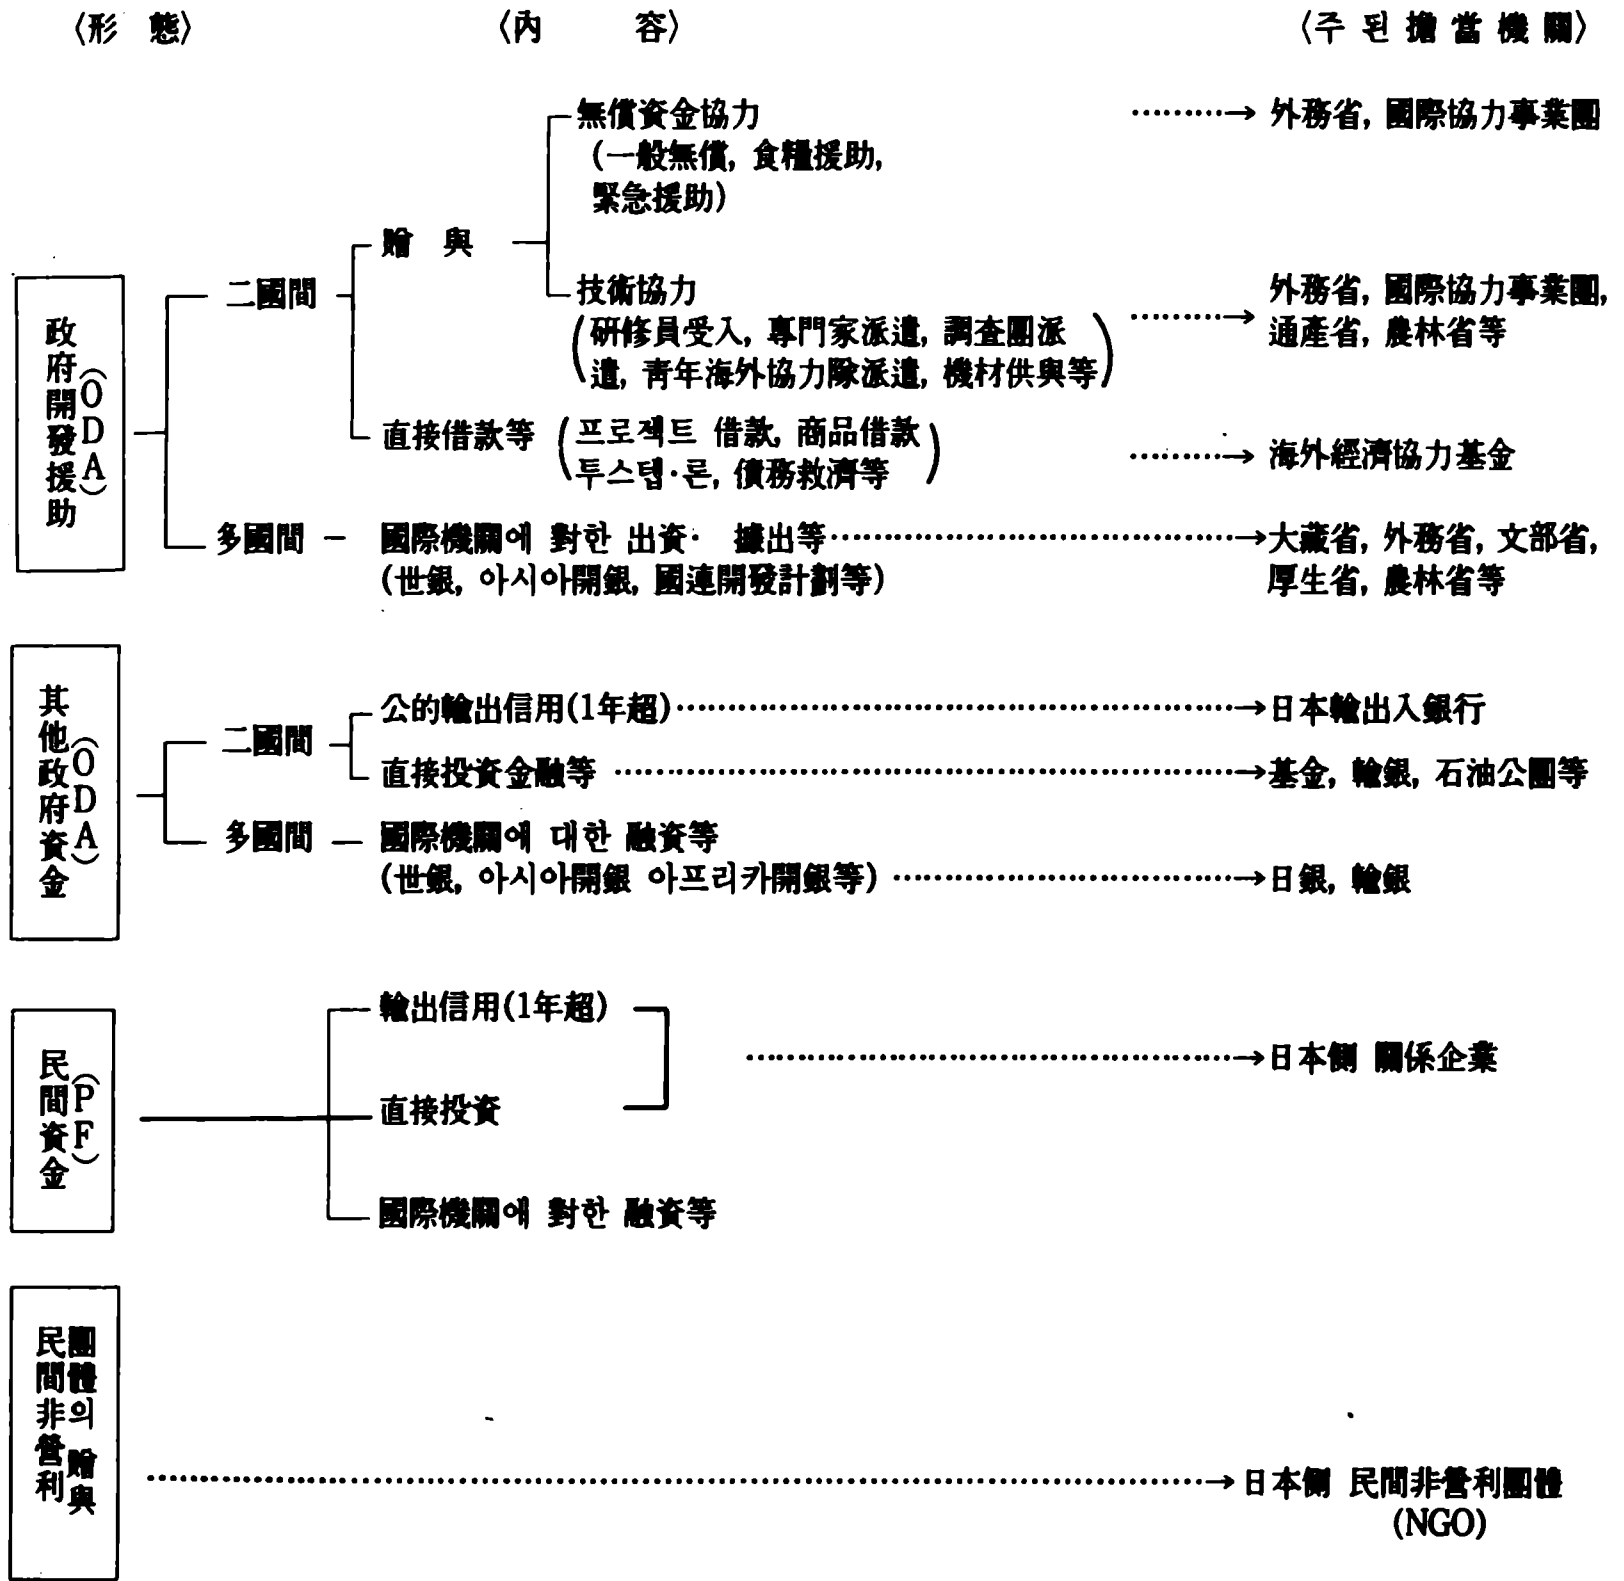 〈形 態〉 〈內 容〉 〈주 된 擔 當 機 關〉
無償資金協力 ………→ 外務省, 國際協力事業團
(一般無償, 食糧援助,
緊急援助)
贈 與
二國間
技術協力
(研修員受入, 專門家派遣, 調查團派
遣, 靑年海外協力隊派遣, 機材供與等)
………→ 外務省, 國際協力事業團,
通產省, 農林省等
政府開發援助
(ODA)
直接借款等
(프로젝트 借款, 商品借款
투스텝·론, 債務救濟等)
………→ 海外經濟協力基金
多國間 － 國際機關에 對한 出資· 據出等………→大藏省, 外務省, 文部省,
(世銀, 아시아開銀, 國連開發計劃等) 厚生省, 農林省等
其他政府資金
(ODA)
二國間
公的輸出信用(1年超)………→日本輸出入銀行
直接投資金融等 ………→基金, 輸銀, 石油公團等
多國間 － 國際機關에 대한 融資等
(世銀, 아시아開銀 아프리카開銀等) ………→日銀, 輸銀
民間資金
(PF)
輸出信用(1年超)
直接投資
………→日本側 關係企業
國際機關에 對한 融資等
民間非營利
團體의 贈與
………→日本側 民間非營利團體
(NGO)